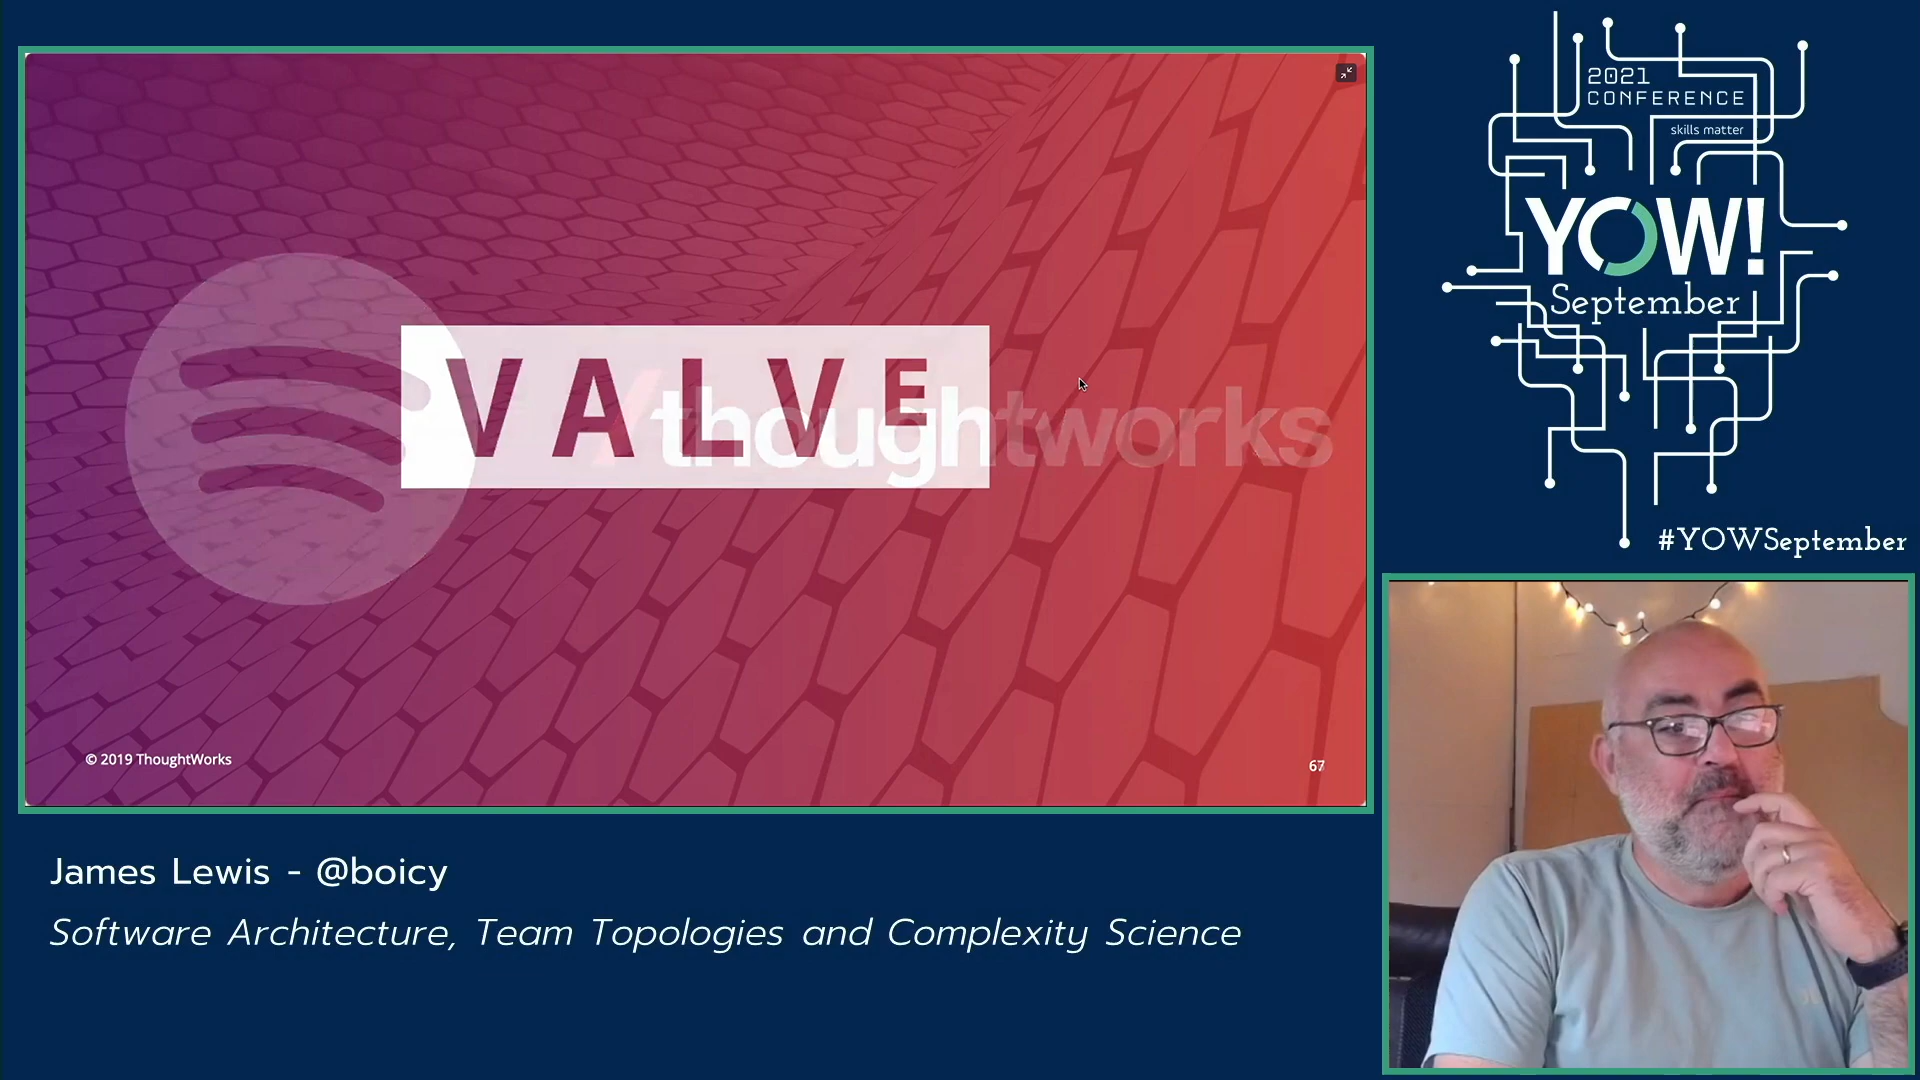 2021
CONFERENCE
skills matter
YOW!
September
#YOWSeptember
VALVE
/thoughtworks
© 2019 ThoughtWorks
67
James Lewis - @boicy
Software Architecture, Team Topologies and Complexity Science